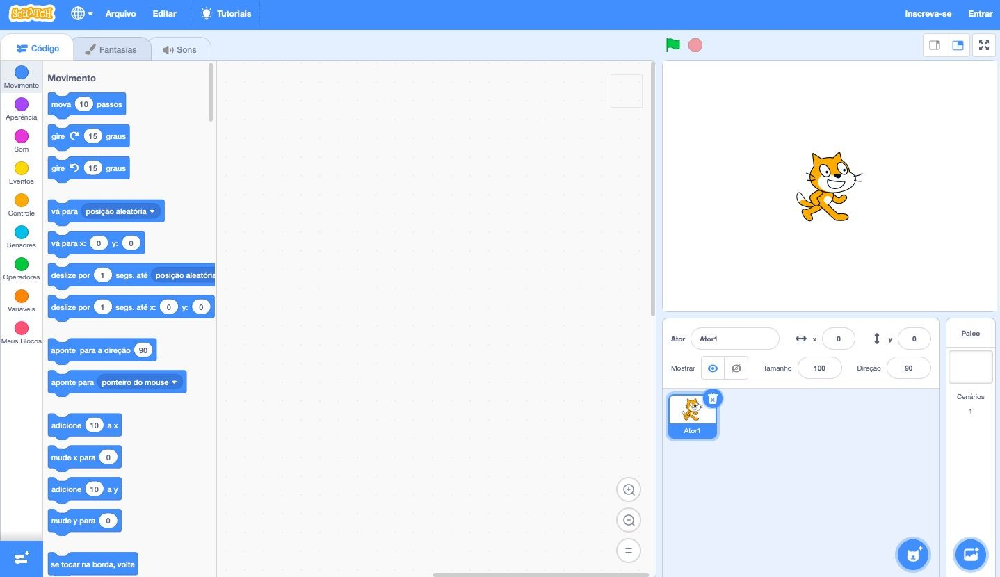 SCRATCH Arquivo Editar Tutoriais Inscreva-se Entrar
Código Fantasias Sons
Movimento
Aparência
Som
Eventos
Controle
Sensores
Operadores
Variáveis
Meus Blocos
Movimento
mova 10 passos
gire 15 graus
gire 15 graus
vá para posição aleatória
vá para x: 0 y: 0
deslize por 1 segs. até posição aleatória
deslize por 1 segs. até x: 0 y: 0
aponte para a direção 90
aponte para ponteiro do mouse
adicione 10 a x
mude x para 0
adicione 10 a y
mude y para 0
se tocar na borda, volte
Ator Ator1 x 0 y 0
Mostrar Tamanho 100 Direção 90
Ator1
Palco
Cenários
1